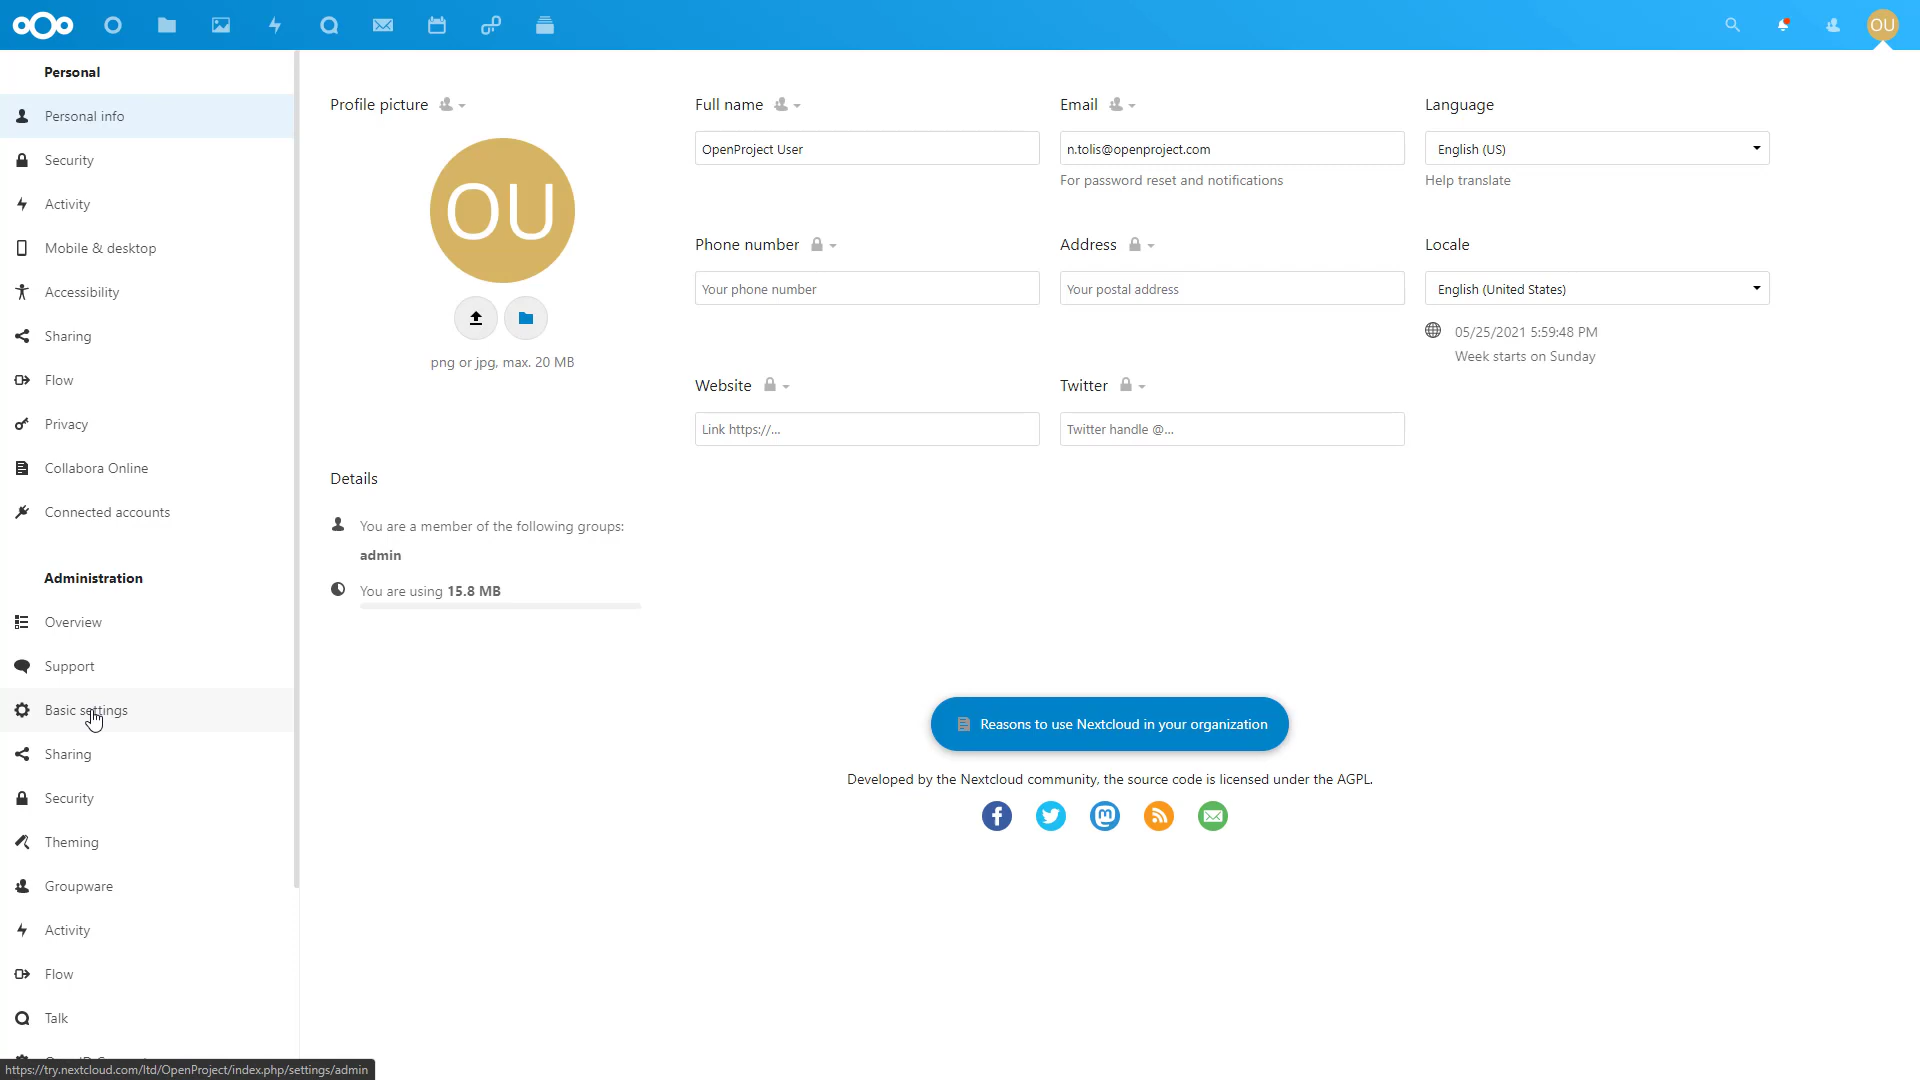 OU
Personal
Personal info
Security
Activity
Mobile & desktop
Accessibility
Sharing
Flow
Privacy
Collabora Online
Connected accounts
Administration
Overview
Support
Basic settings
Sharing
Security
Theming
Groupware
Activity
Flow
Talk
https://try.nextcloud.com/ltd/OpenProject/index.php/settings/admin
Profile picture
OU
png or jpg, max. 20 MB
Full name
OpenProject User
Email
n.tolis@openproject.com
For password reset and notifications
Language
English (US)
Help translate
Phone number
Your phone number
Address
Your postal address
Locale
English (United States)
05/25/2021 5:59:48 PM
Week starts on Sunday
Website
Link https://...
Twitter
Twitter handle @...
Details
You are a member of the following groups:
admin
You are using 15.8 MB
Reasons to use Nextcloud in your organization
Developed by the Nextcloud community, the source code is licensed under the AGPL.